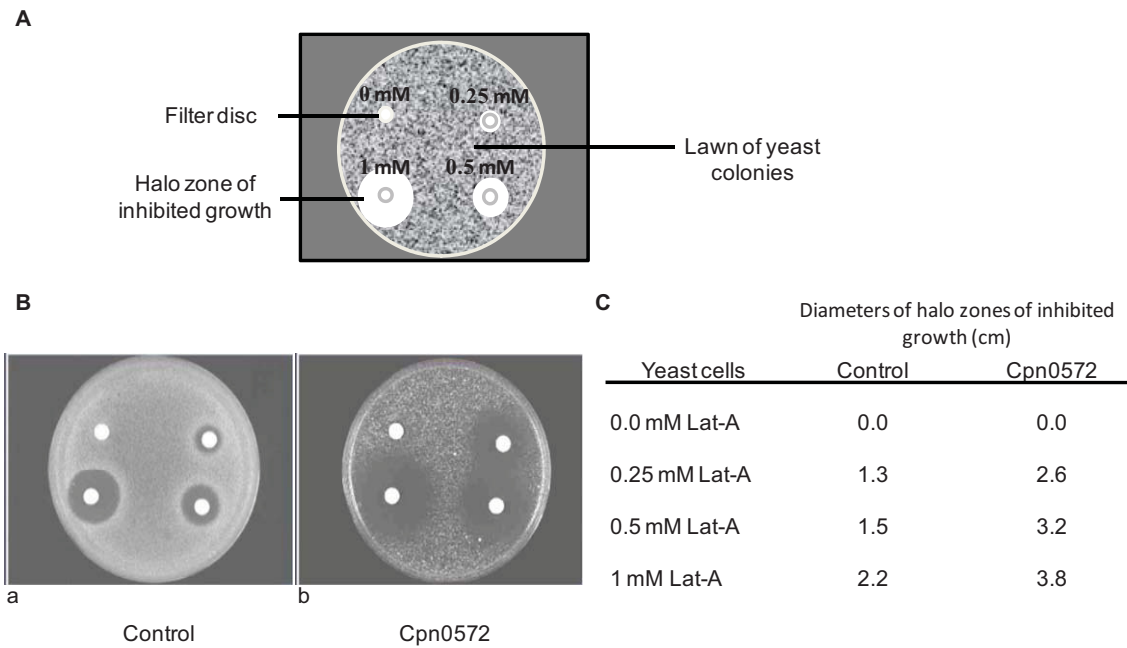 A
0 mM
0.25 mM
Filter disc
Lawn of yeast
colonies
1 mM
0.5 mM
Halo zone of
inhibited growth
B
C
Diameters of halo zones of inhibited
growth (cm)
Yeast cells Control Cpn0572
0.0 mM Lat-A 0.0 0.0
0.25 mM Lat-A 1.3 2.6
0.5 mM Lat-A 1.5 3.2
1 mM Lat-A 2.2 3.8
a
b
Control
Cpn0572